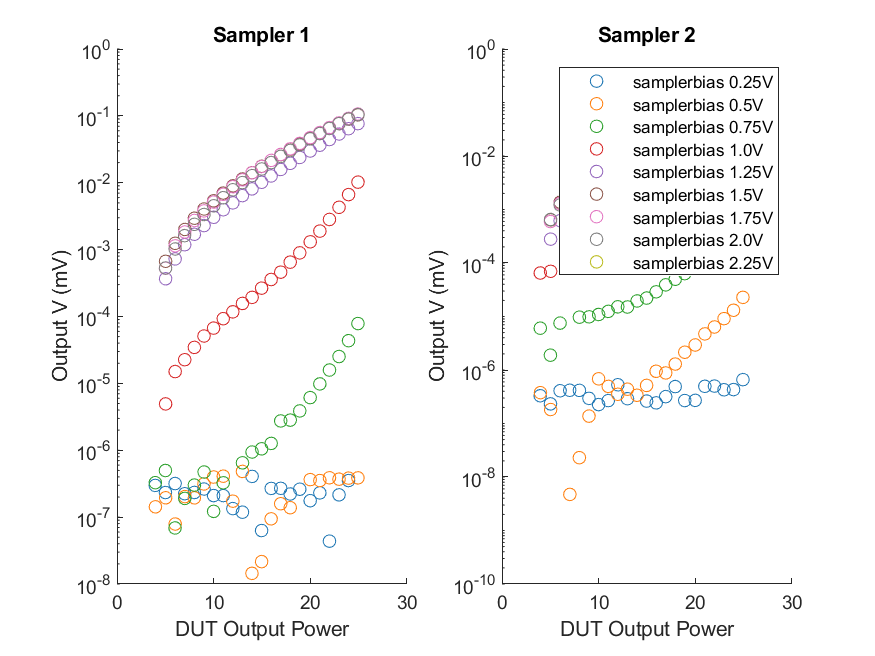 Sampler 1
10^0
10^-1
10^-2
10^-3
10^-4
10^-5
10^-6
10^-7
10^-8
Output V (mV)
0 10 20 30
DUT Output Power
Sampler 2
10^0
10^-2
10^-4
10^-6
10^-8
10^-10
Output V (mV)
0 10 20 30
DUT Output Power
samplerbias 0.25V
samplerbias 0.5V
samplerbias 0.75V
samplerbias 1.0V
samplerbias 1.25V
samplerbias 1.5V
samplerbias 1.75V
samplerbias 2.0V
samplerbias 2.25V